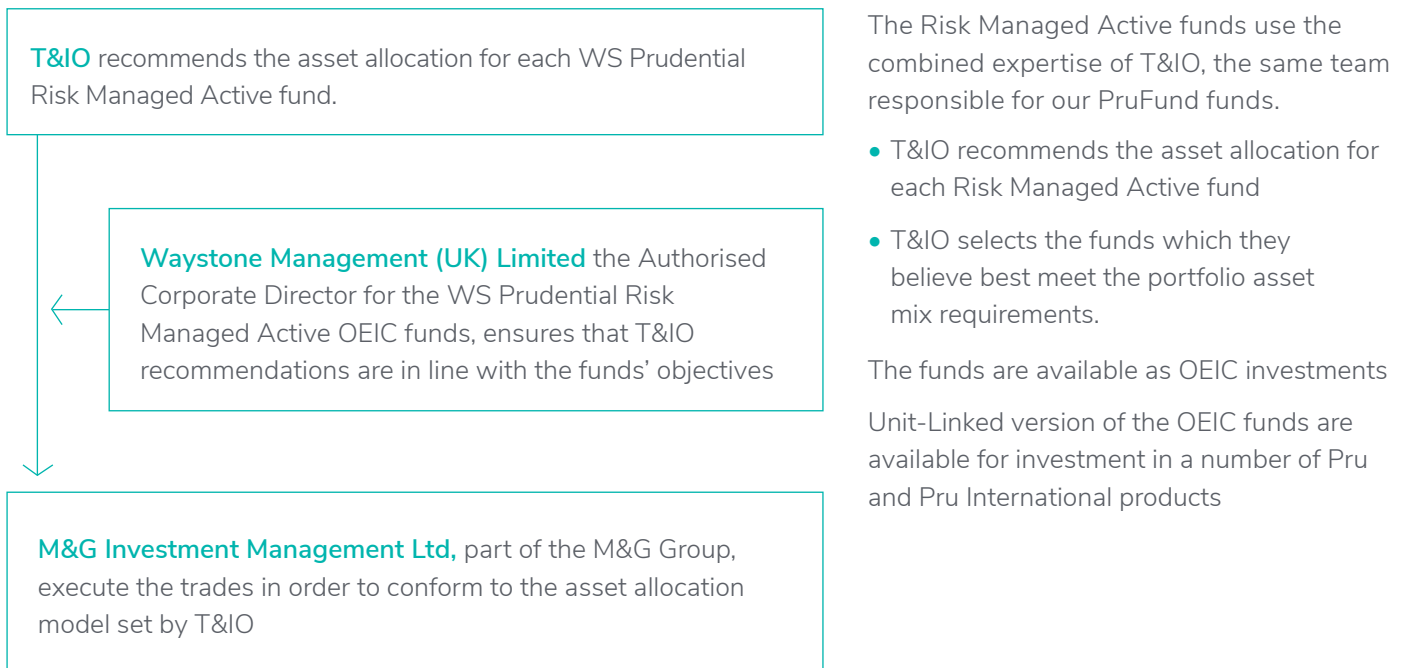 T&IO recommends the asset allocation for each WS Prudential
Risk Managed Active fund.
Waystone Management (UK) Limited the Authorised
Corporate Director for the WS Prudential Risk
Managed Active OEIC funds, ensures that T&IO
recommendations are in line with the funds’ objectives
M&G Investment Management Ltd, part of the M&G Group,
execute the trades in order to conform to the asset allocation
model set by T&IO
The Risk Managed Active funds use the
combined expertise of T&IO, the same team
responsible for our PruFund funds.
• T&IO recommends the asset allocation for
each Risk Managed Active fund
• T&IO selects the funds which they
believe best meet the portfolio asset
mix requirements.
The funds are available as OEIC investments
Unit-Linked version of the OEIC funds are
available for investment in a number of Pru
and Pru International products